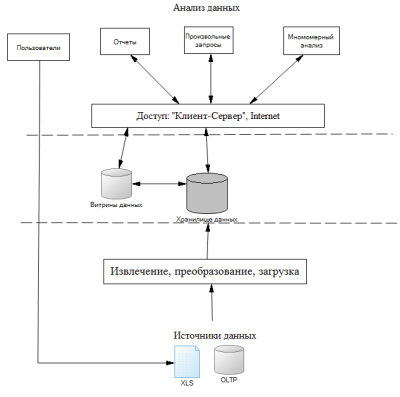 Анализ данных
Пользователи
Отчеты
Произвольные
запросы
Мномомерный
анализ
Доступ: "Клиент-Сервер", Internet
Витрины данных
Хранилище данных
Извлечение, преобразование, загрузка
Источники данных
XLS
OLTP